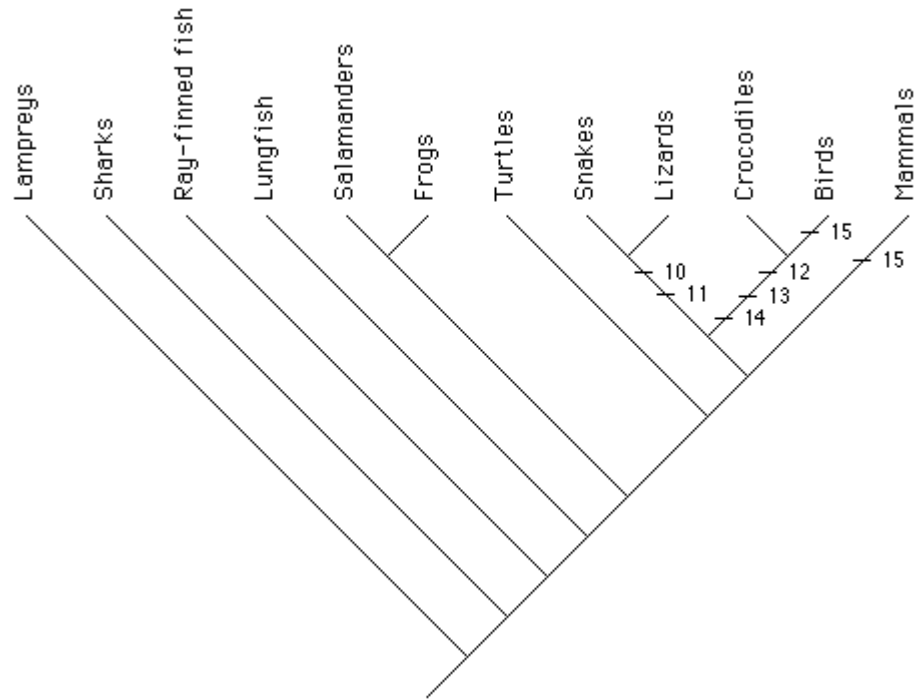 Lampreys
Sharks
Ray-finned fish
Lungfish
Salamanders
Frogs
Turtles
Snakes
Lizards
Crocodiles
Birds
Mammals
15
15
10
12
11
13
14